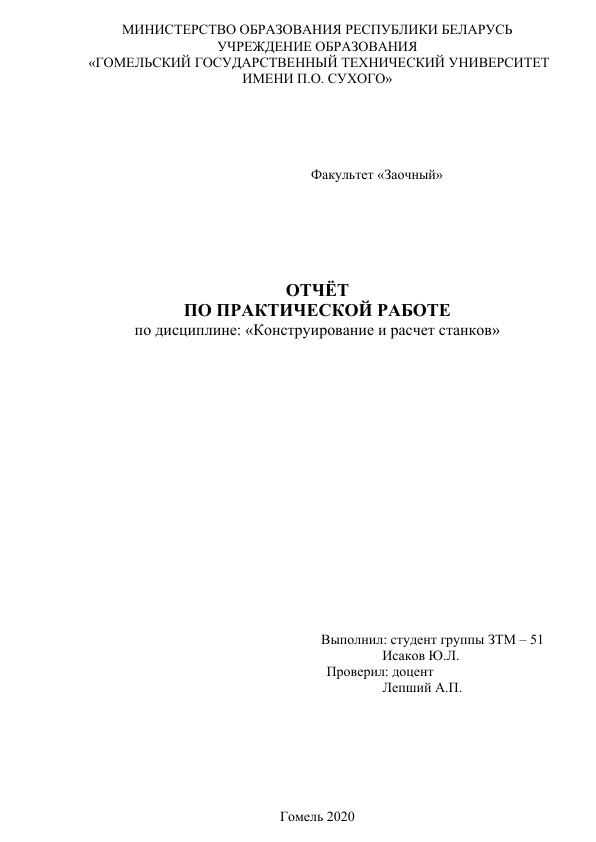 МИНИСТЕРСТВО ОБРАЗОВАНИЯ РЕСПУБЛИКИ БЕЛАРУСЬ
УЧРЕЖДЕНИЕ ОБРАЗОВАНИЯ
«ГОМЕЛЬСКИЙ ГОСУДАРСТВЕННЫЙ ТЕХНИЧЕСКИЙ УНИВЕРСИТЕТ
ИМЕНИ П.О. СУХОГО»
Факультет «Заочный»
ОТЧЁТ
ПО ПРАКТИЧЕСКОЙ РАБОТЕ
по дисциплине: «Конструирование и расчет станков»
Выполнил: студент группы ЗТМ – 51
Исаков Ю.Л.
Проверил: доцент
Лепший А.П.
Гомель 2020